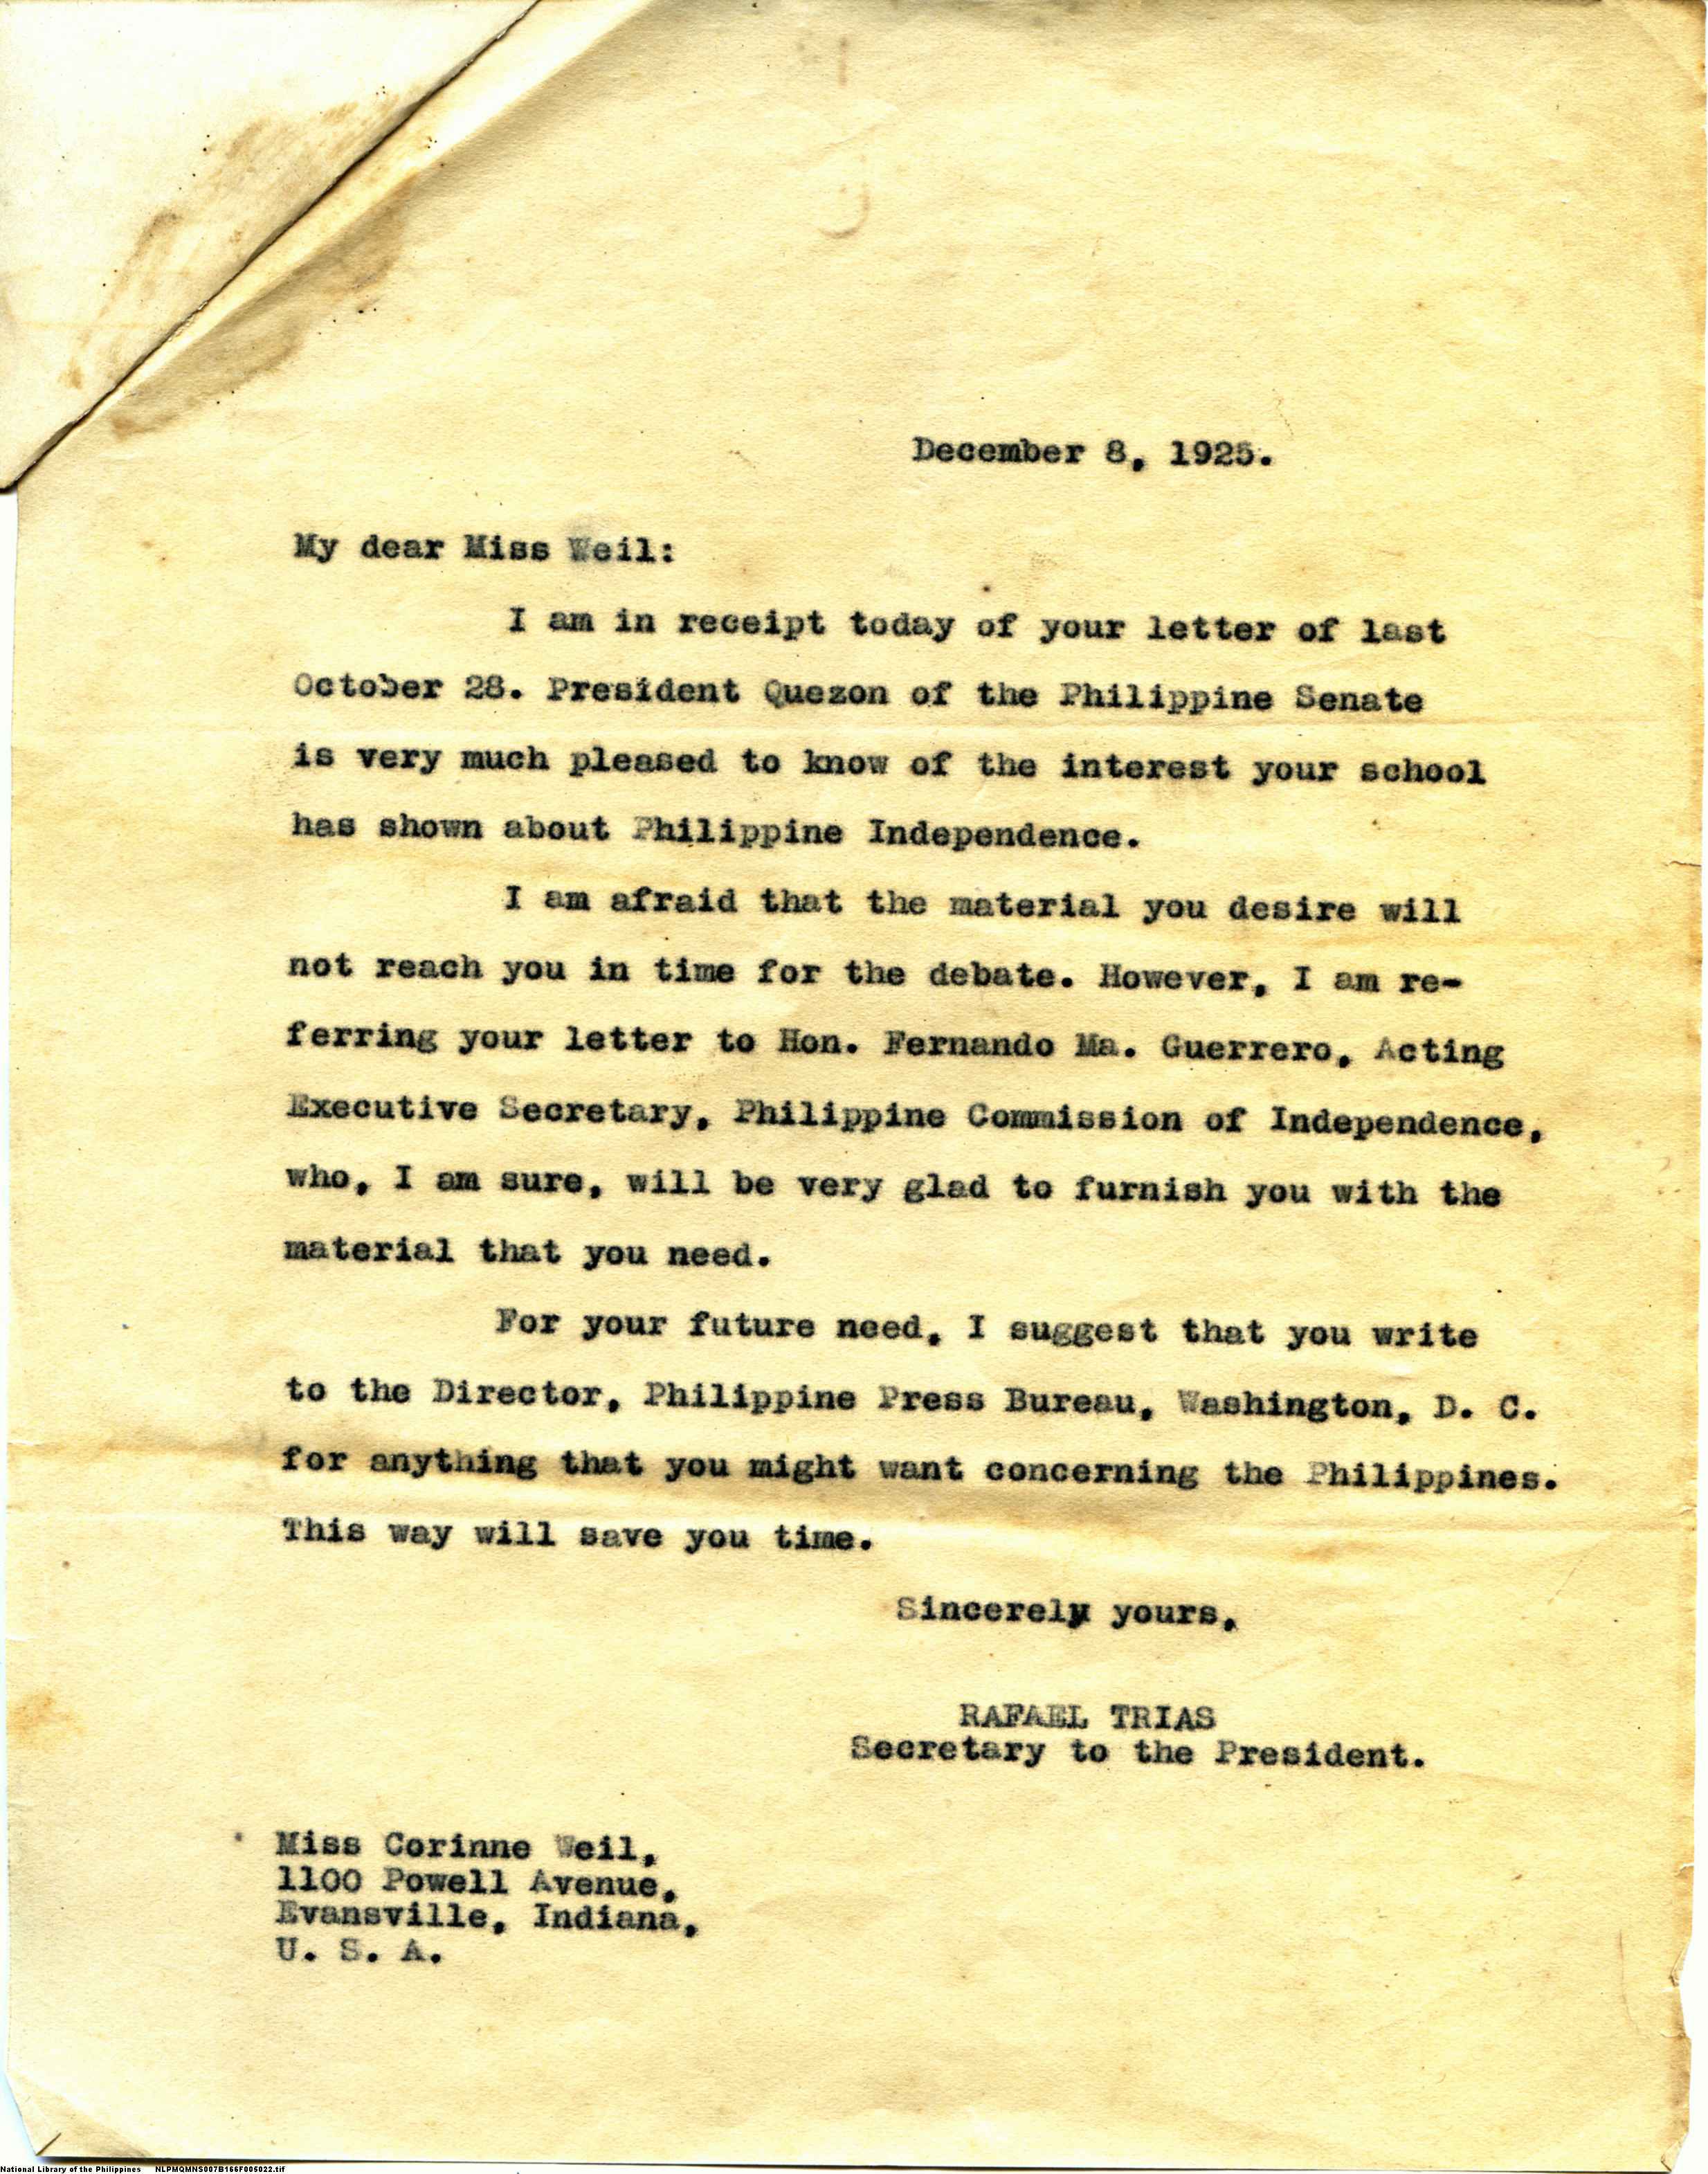 December 8, 1925.
My dear Miss Weil:
I am in receipt today of your letter of last
October 28. President Quezon of the Philippine Senate
is very much pleased to know of the interest your school
has shown about Philippine Independence.
I am afraid that the material you desire will
not reach you in time for the debate. However, I am re-
ferring your letter to Hon. Fernando Ma. Guerrero, Acting
Executive Secretary, Philippine Commission of Independence,
who, I am sure, will be very glad to furnish you with the
material that you need.
For your future need, I suggest that you write
to the Director, Philippine Press Bureau, Washington, D. C.
for anything that you might want concerning the Philippines.
This way will save you time.
Sincerely yours,
RAFAEL TRIAS
Secretary to the President.
Miss Corinne Weil,
1100 Powell Avenue,
Evansville, Indiana,
U. S. A.
National Library of the Philippines NLPMQMNS007B166F005022.tif